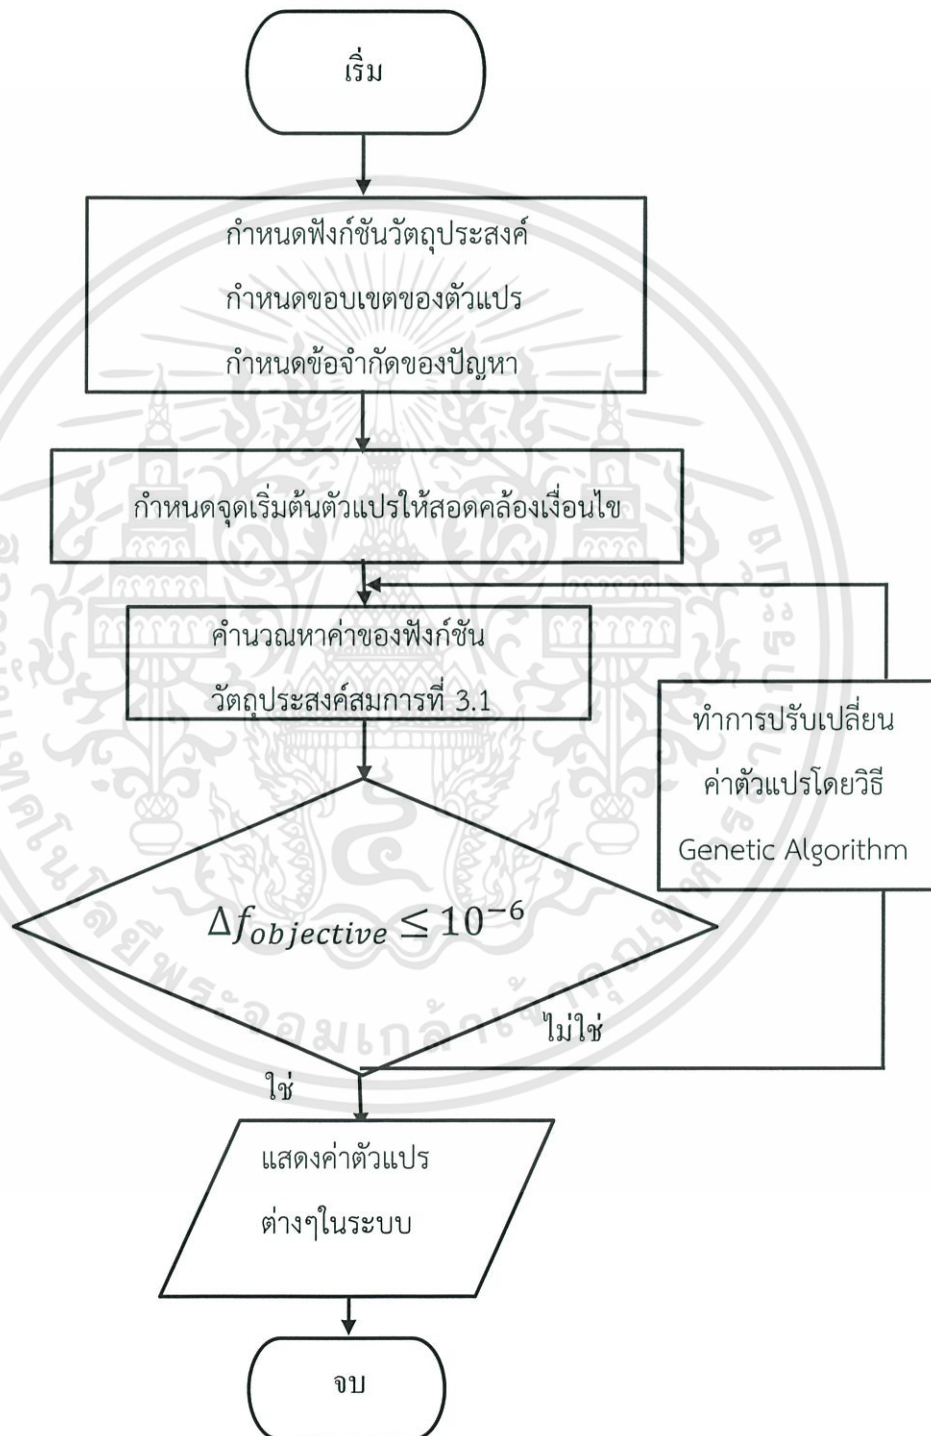 เริ่ม
กำหนดฟังก์ชันวัตถุประสงค์
กำหนดขอบเขตของตัวแปร
กำหนดข้อจำกัดของปัญหา
กำหนดจุดเริ่มต้นตัวแปรให้สอดคล้องเงื่อนไข
คำนวณหาค่าของฟังก์ชัน
วัตถุประสงค์สมการที่ 3.1
ทำการปรับเปลี่ยน
ค่าตัวแปรโดยวิธี
Genetic Algorithm
Δf_objective ≤ 10⁻⁶
ไม่ใช่
ใช่
แสดงค่าตัวแปร
ต่างๆในระบบ
จบ